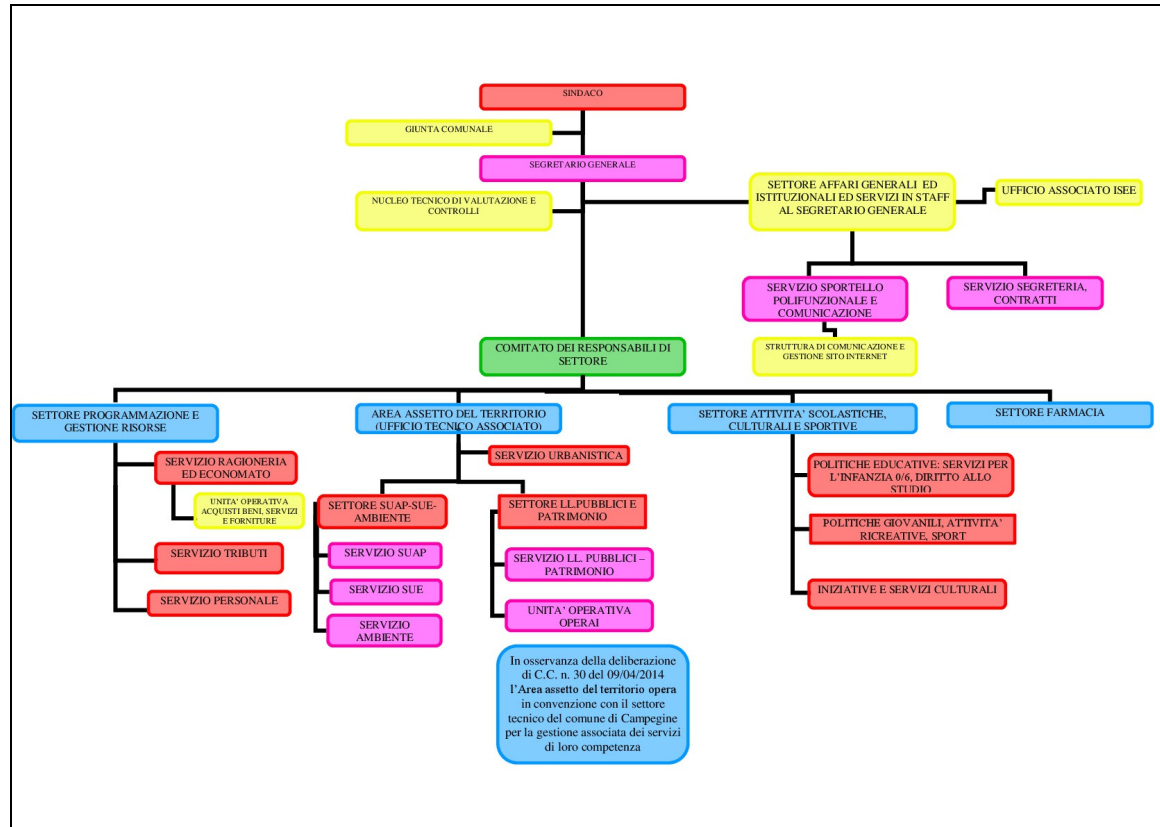 SINDACO
GIUNTA COMUNALE
SEGRETARIO GENERALE
NUCLEO TECNICO DI VALUTAZIONE E
CONTROLLI
SETTORE AFFARI GENERALI ED
ISTITUZIONALI ED SERVIZI IN STAFF
AL SEGRETARIO GENERALE
UFFICIO ASSOCIATO ISEE
SERVIZIO SPORTELLO
POLIFUNZIONALE E
COMUNICAZIONE
SERVIZIO SEGRETERIA,
CONTRATTI
STRUTTURA DI COMUNICAZIONE E
GESTIONE SITO INTERNET
COMITATO DEI RESPONSABILI DI
SETTORE
SETTORE PROGRAMMAZIONE E
GESTIONE RISORSE
AREA ASSETTO DEL TERRITORIO
(UFFICIO TECNICO ASSOCIATO)
SETTORE ATTIVITA’ SCOLASTICHE,
CULTURALI E SPORTIVE
SETTORE FARMACIA
SERVIZIO RAGIONERIA
ED ECONOMATO
UNITA’ OPERATIVA
ACQUISTI BENI, SERVIZI
E FORNITURE
SERVIZIO TRIBUTI
SERVIZIO PERSONALE
SERVIZIO URBANISTICA
SETTORE SUAP-SUE-
AMBIENTE
SERVIZIO SUAP
SERVIZIO SUE
SERVIZIO
AMBIENTE
SETTORE LL.PUBBLICI E
PATRIMONIO
SERVIZIO LL. PUBBLICI –
PATRIMONIO
UNITA’ OPERATIVA
OPERAI
POLITICHE EDUCATIVE: SERVIZI PER
L’INFANZIA 0/6, DIRITTO ALLO
STUDIO
POLITICHE GIOVANILI, ATTIVITA’
RICREATIVE, SPORT
INIZIATIVE E SERVIZI CULTURALI
In osservanza della deliberazione
di C.C. n. 30 del 09/04/2014
l’Area assetto del territorio opera
in convenzione con il settore
tecnico del comune di Campegine
per la gestione associata dei servizi
di loro competenza